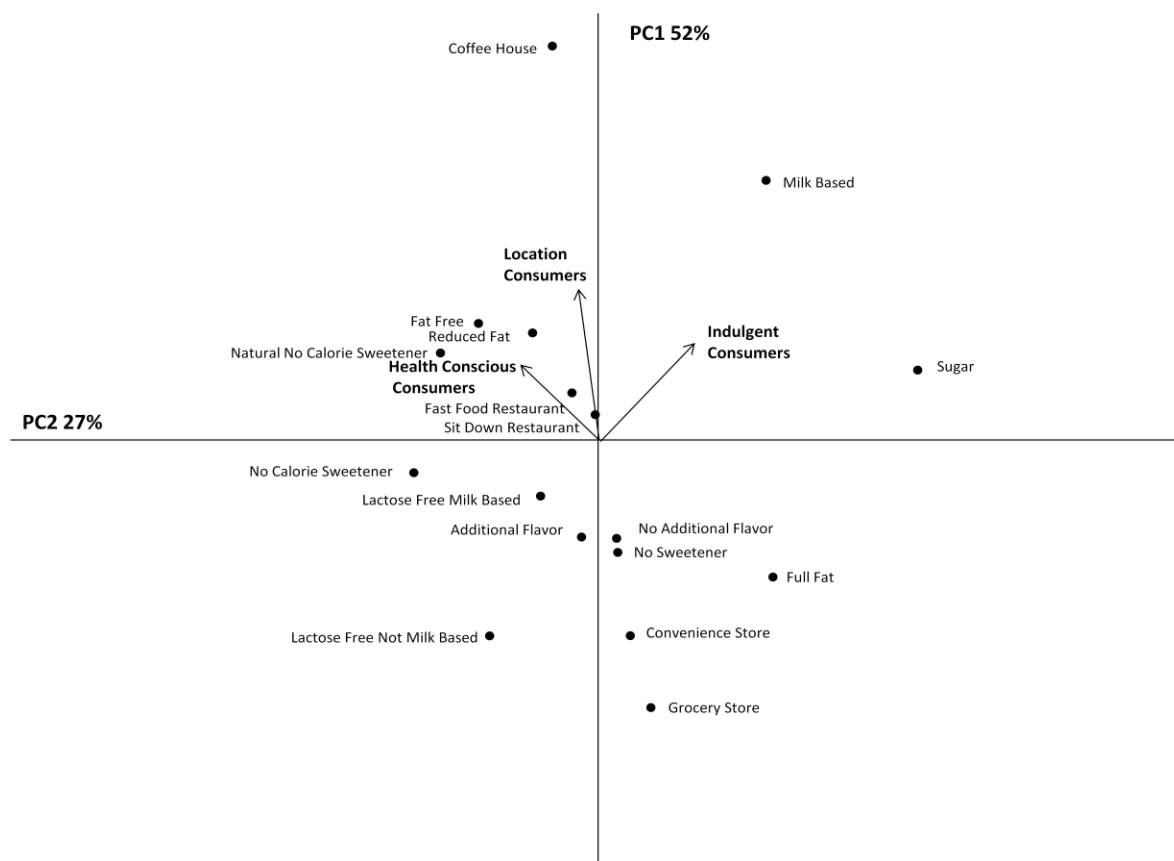 PC1 52%
Coffee House
Milk Based
Location
Consumers
Fat Free
Reduced Fat
Indulgent
Consumers
Natural No Calorie Sweetener
Health Conscious
Consumers
Sugar
Fast Food Restaurant
Sit Down Restaurant
PC2 27%
No Calorie Sweetener
Lactose Free Milk Based
Additional Flavor
No Additional Flavor
No Sweetener
Full Fat
Lactose Free Not Milk Based
Convenience Store
Grocery Store